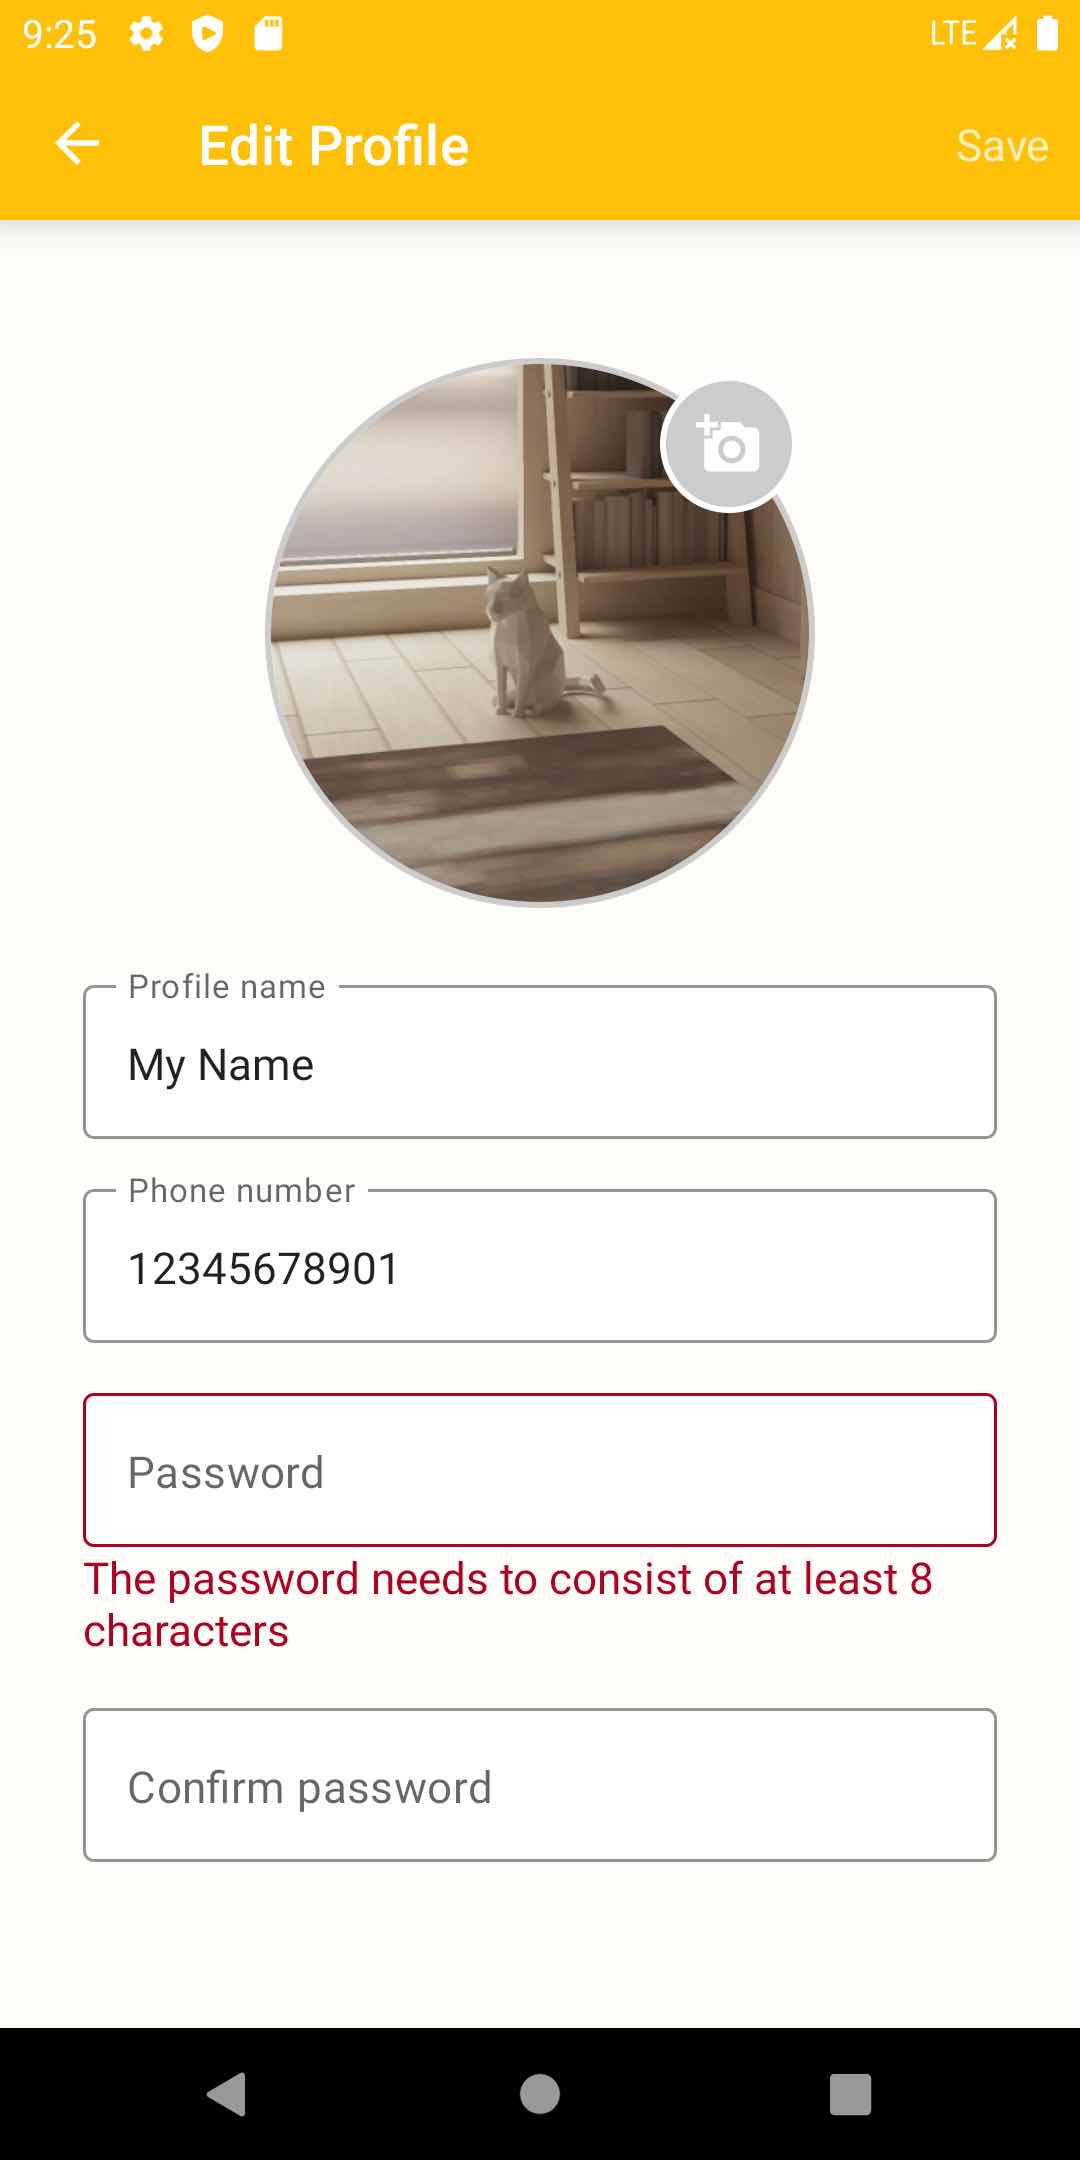 9:25
LTE
Edit Profile
Save
Profile name
My Name
Phone number
12345678901
Password
The password needs to consist of at least 8
characters
Confirm password